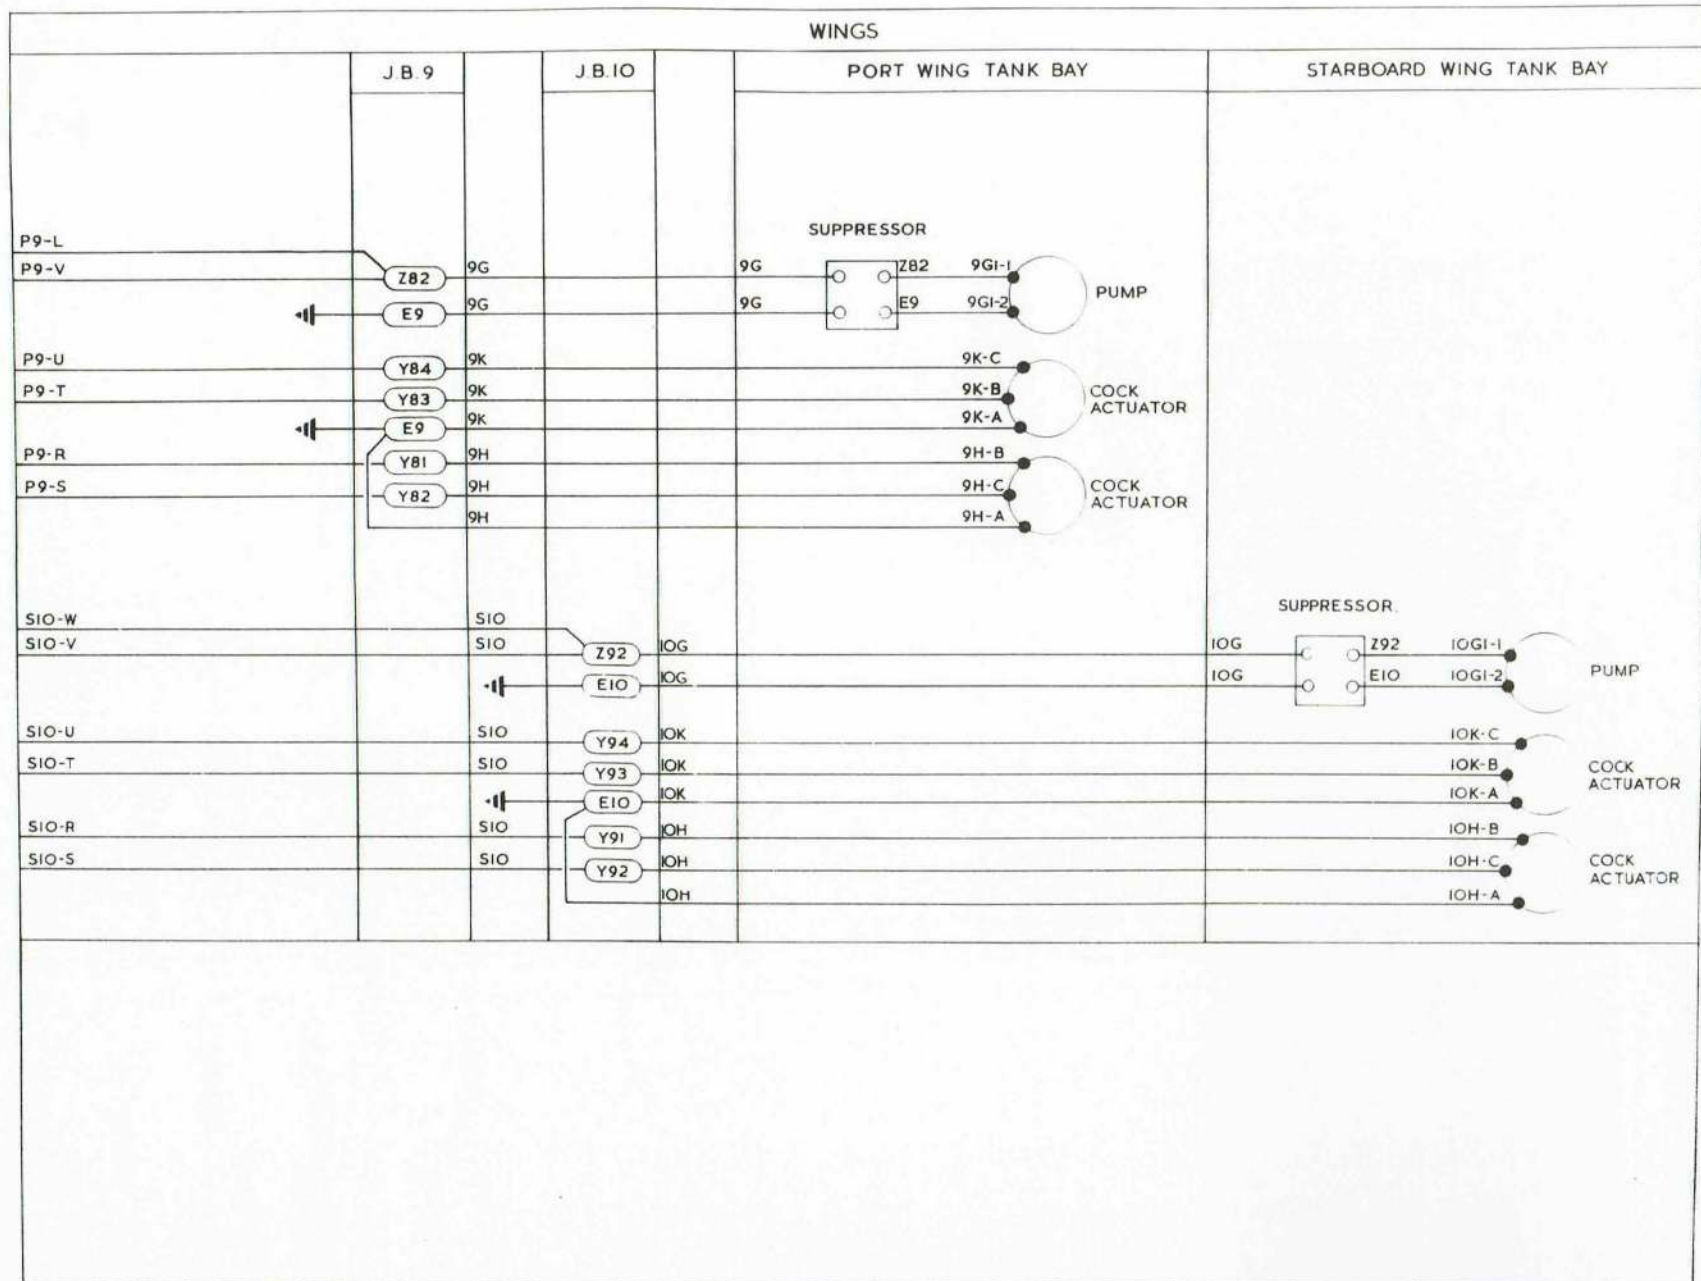 WINGS
J.B.9 J.B.10 PORT WING TANK BAY STARBOARD WING TANK BAY
SUPPRESSOR
P9-L
P9-V Z82 9G 9G Z82 9G1-1
PUMP
E9 9G 9G E9 9G1-2
P9-U Y84 9K 9K-C
P9-T Y83 9K 9K-B COCK
ACTUATOR
E9 9K 9K-A
P9-R Y81 9H 9H-B
P9-S Y82 9H 9H-C COCK
ACTUATOR
9H 9H-A
SUPPRESSOR.
S10-W S10
S10-V S10 Z92 10G 10G Z92 10G1-1
PUMP
E10 10G 10G E10 10G1-2
S10-U S10 Y94 10K 10K-C
S10-T S10 Y93 10K 10K-B COCK
ACTUATOR
E10 10K 10K-A
S10-R S10 Y91 10H 10H-B
S10-S S10 Y92 10H 10H-C COCK
ACTUATOR
10H 10H-A